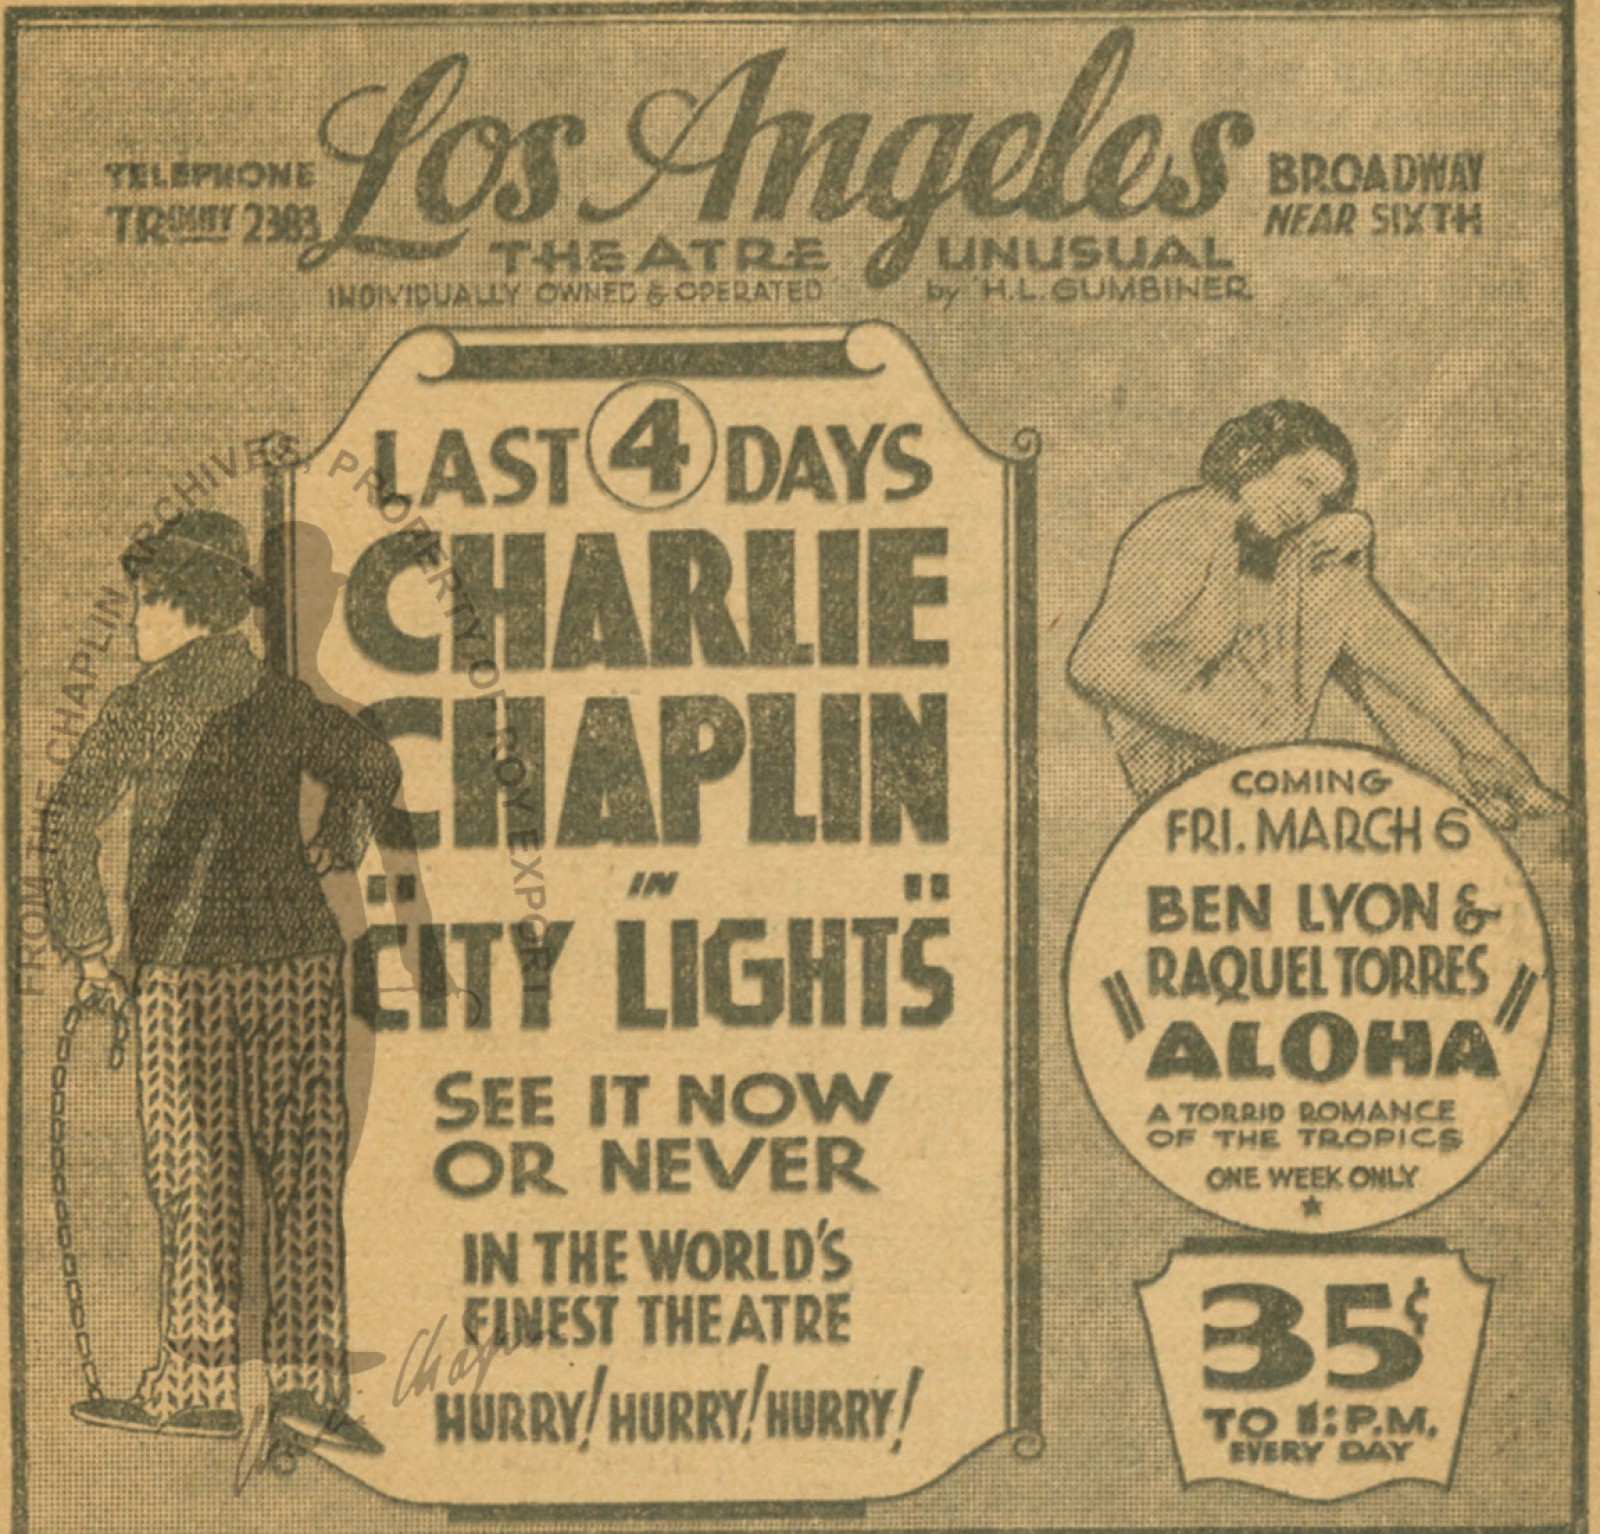 Los Angeles
TELEPHONE
TRINITY 2383
BROADWAY
NEAR SIXTH
THEATRE UNUSUAL
INDIVIDUALLY OWNED & OPERATED by H.L. GUMBINER
LAST 4 DAYS
CHARLIE
CHAPLIN
IN
"CITY LIGHTS"
SEE IT NOW
OR NEVER
IN THE WORLD'S
FINEST THEATRE
HURRY! HURRY! HURRY!
COMING
FRI. MARCH 6
BEN LYON &
RAQUEL TORRES
"ALOHA"
A TORRID ROMANCE
OF THE TROPICS
ONE WEEK ONLY
35¢
TO 1: P.M.
EVERY DAY
FROM THE CHAPLIN ARCHIVES, PROPERTY OF ROY EXPORT